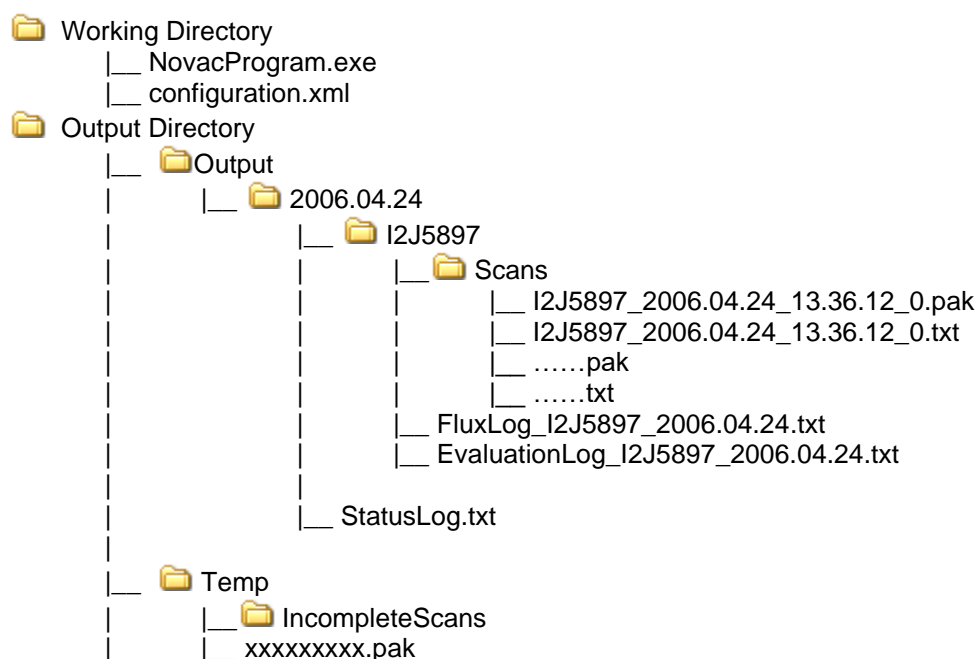 Working Directory
|__ NovacProgram.exe
|__ configuration.xml
Output Directory
|__ Output
| |__ 2006.04.24
| |__ I2J5897
| | |__ Scans
| | | |__ I2J5897_2006.04.24_13.36.12_0.pak
| | | |__ I2J5897_2006.04.24_13.36.12_0.txt
| | | |__ ……pak
| | | |__ ……txt
| | |__ FluxLog_I2J5897_2006.04.24.txt
| | |__ EvaluationLog_I2J5897_2006.04.24.txt
| |
| |__ StatusLog.txt
|
|__ Temp
| |__ IncompleteScans
| |__ xxxxxxxxx.pak